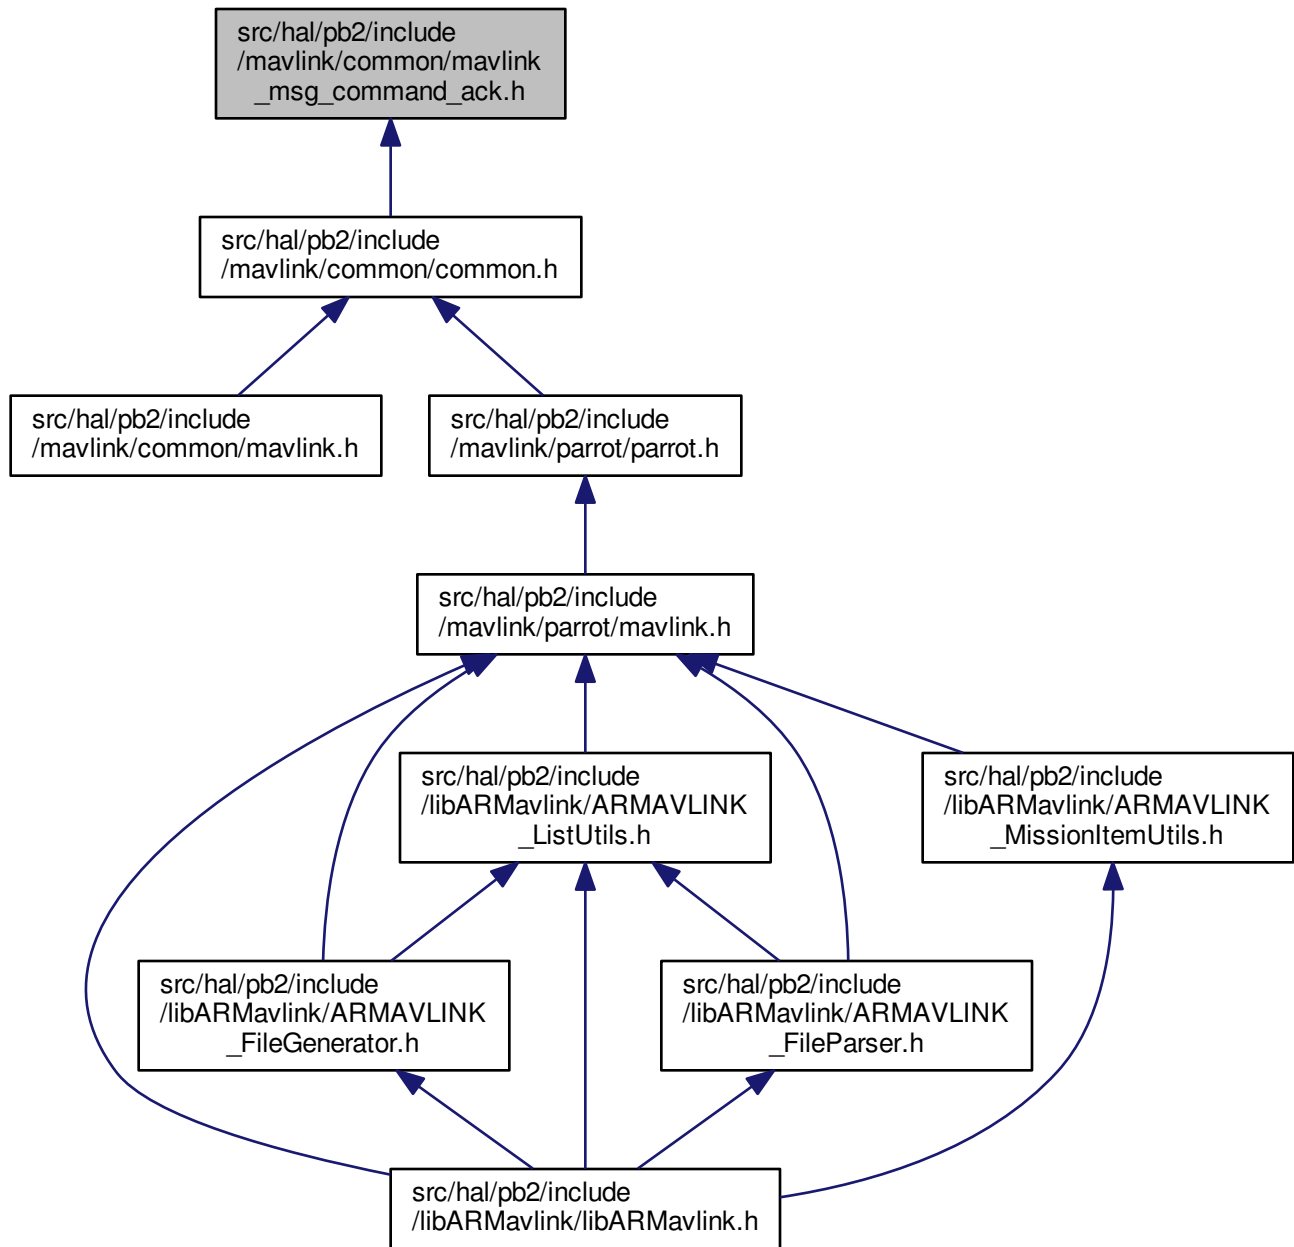 src/hal/pb2/include
/mavlink/common/mavlink
_msg_command_ack.h
src/hal/pb2/include
/mavlink/common/common.h
src/hal/pb2/include
/mavlink/common/mavlink.h
src/hal/pb2/include
/mavlink/parrot/parrot.h
src/hal/pb2/include
/mavlink/parrot/mavlink.h
src/hal/pb2/include
/libARMavlink/ARMAVLINK
_ListUtils.h
src/hal/pb2/include
/libARMavlink/ARMAVLINK
_MissionItemUtils.h
src/hal/pb2/include
/libARMavlink/ARMAVLINK
_FileGenerator.h
src/hal/pb2/include
/libARMavlink/ARMAVLINK
_FileParser.h
src/hal/pb2/include
/libARMavlink/libARMavlink.h